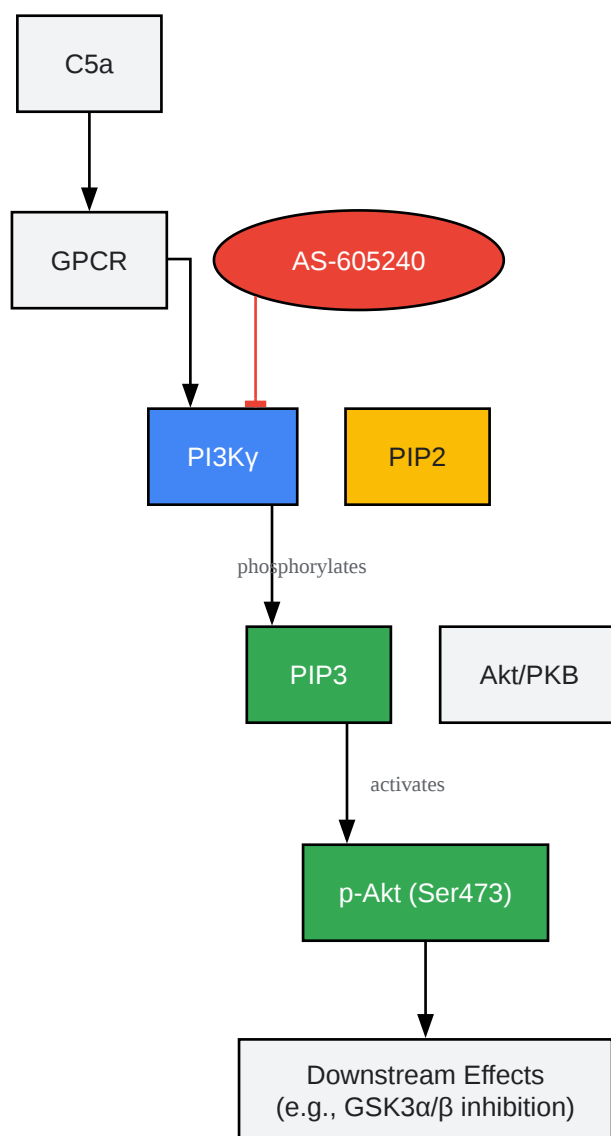 C5a
GPCR
AS-605240
PI3Kγ
PIP2
phosphorylates
PIP3
Akt/PKB
activates
p-Akt (Ser473)
Downstream Effects
(e.g., GSK3α/β inhibition)